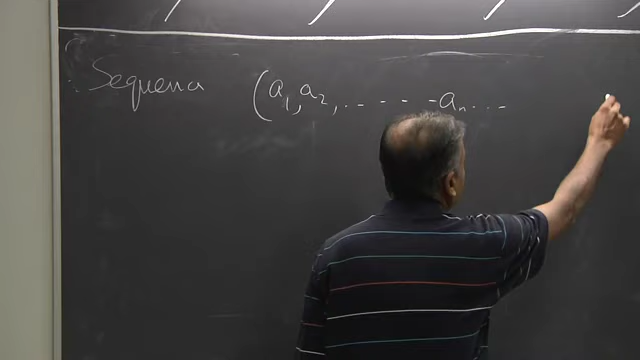 Sequence (a₁, a₂, ..... aₙ...